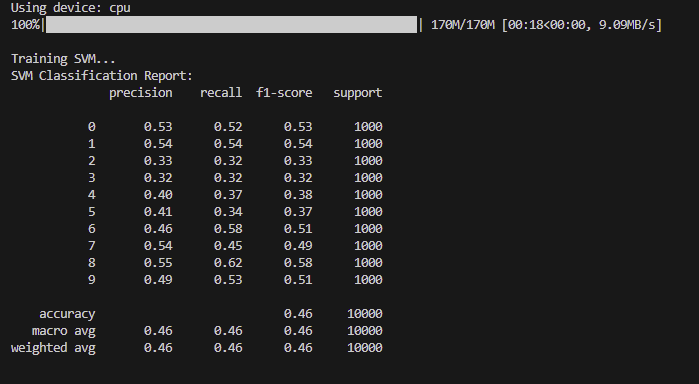 Using device: cpu
100%| | 170M/170M [00:18<00:00, 9.09MB/s]
Training SVM...
SVM Classification Report:
precision recall f1-score support
0 0.53 0.52 0.53 1000
1 0.54 0.54 0.54 1000
2 0.33 0.32 0.33 1000
3 0.32 0.32 0.32 1000
4 0.40 0.37 0.38 1000
5 0.41 0.34 0.37 1000
6 0.46 0.58 0.51 1000
7 0.54 0.45 0.49 1000
8 0.55 0.62 0.58 1000
9 0.49 0.53 0.51 1000
accuracy 0.46 10000
macro avg 0.46 0.46 0.46 10000
weighted avg 0.46 0.46 0.46 10000